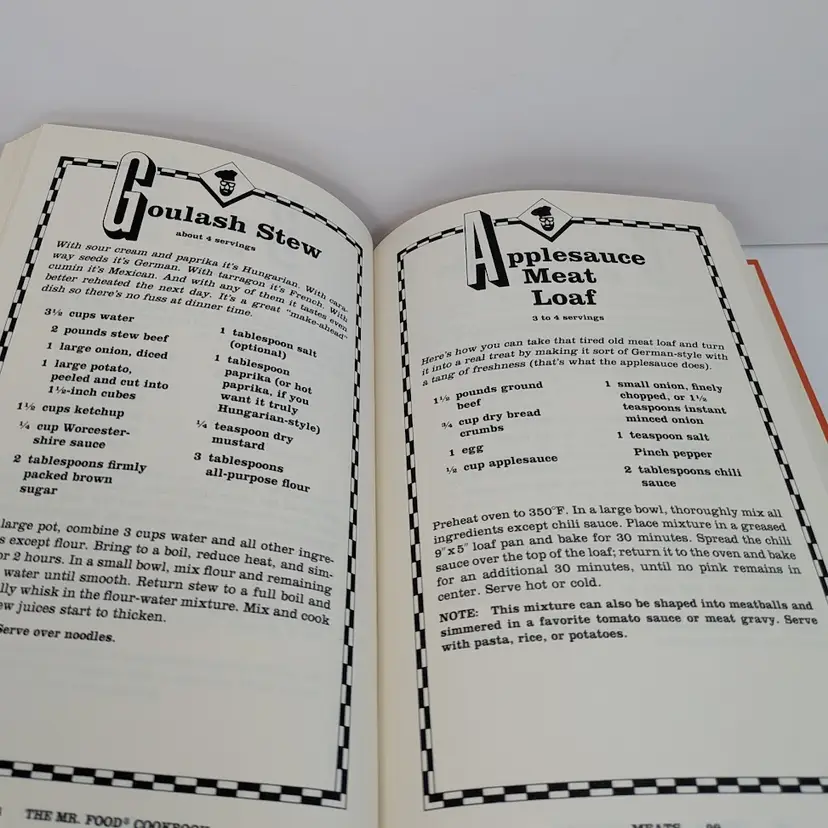 Goulash Stew
about 4 servings
With sour cream and paprika it's Hungarian. With cara-
way seeds it's German. With tarragon it's French. With
cumin it's Mexican. And with any of them it tastes even
better reheated the next day. It's a great "make-ahead"
dish so there's no fuss at dinner time.
3½ cups water
2 pounds stew beef
1 large onion, diced
1 large potato,
peeled and cut into
1½-inch cubes
1½ cups ketchup
¼ cup Worcester-
shire sauce
2 tablespoons firmly
packed brown
sugar
1 tablespoon salt
(optional)
1 tablespoon
paprika (or hot
paprika, if you
want it truly
Hungarian-style)
¼ teaspoon dry
mustard
3 tablespoons
all-purpose flour
large pot, combine 3 cups water and all other ingre-
s except flour. Bring to a boil, reduce heat, and sim-
or 2 hours. In a small bowl, mix flour and remaining
water until smooth. Return stew to a full boil and
lly whisk in the flour-water mixture. Mix and cook
ew juices start to thicken.
Serve over noodles.
THE MR. FOOD® COOKBOOK
Applesauce
Meat
Loaf
3 to 4 servings
Here's how you can take that tired old meat loaf and turn
it into a real treat by making it sort of German-style with
a tang of freshness (that's what the applesauce does).
1½ pounds ground
beef
¾ cup dry bread
crumbs
1 egg
½ cup applesauce
1 small onion, finely
chopped, or 1½
teaspoons instant
minced onion
1 teaspoon salt
Pinch pepper
2 tablespoons chili
sauce
Preheat oven to 350°F. In a large bowl, thoroughly mix all
ingredients except chili sauce. Place mixture in a greased
9"x5" loaf pan and bake for 30 minutes. Spread the chili
sauce over the top of the loaf; return it to the oven and bake
for an additional 30 minutes, until no pink remains in
center. Serve hot or cold.
NOTE: This mixture can also be shaped into meatballs and
simmered in a favorite tomato sauce or meat gravy. Serve
with pasta, rice, or potatoes.
MEATS